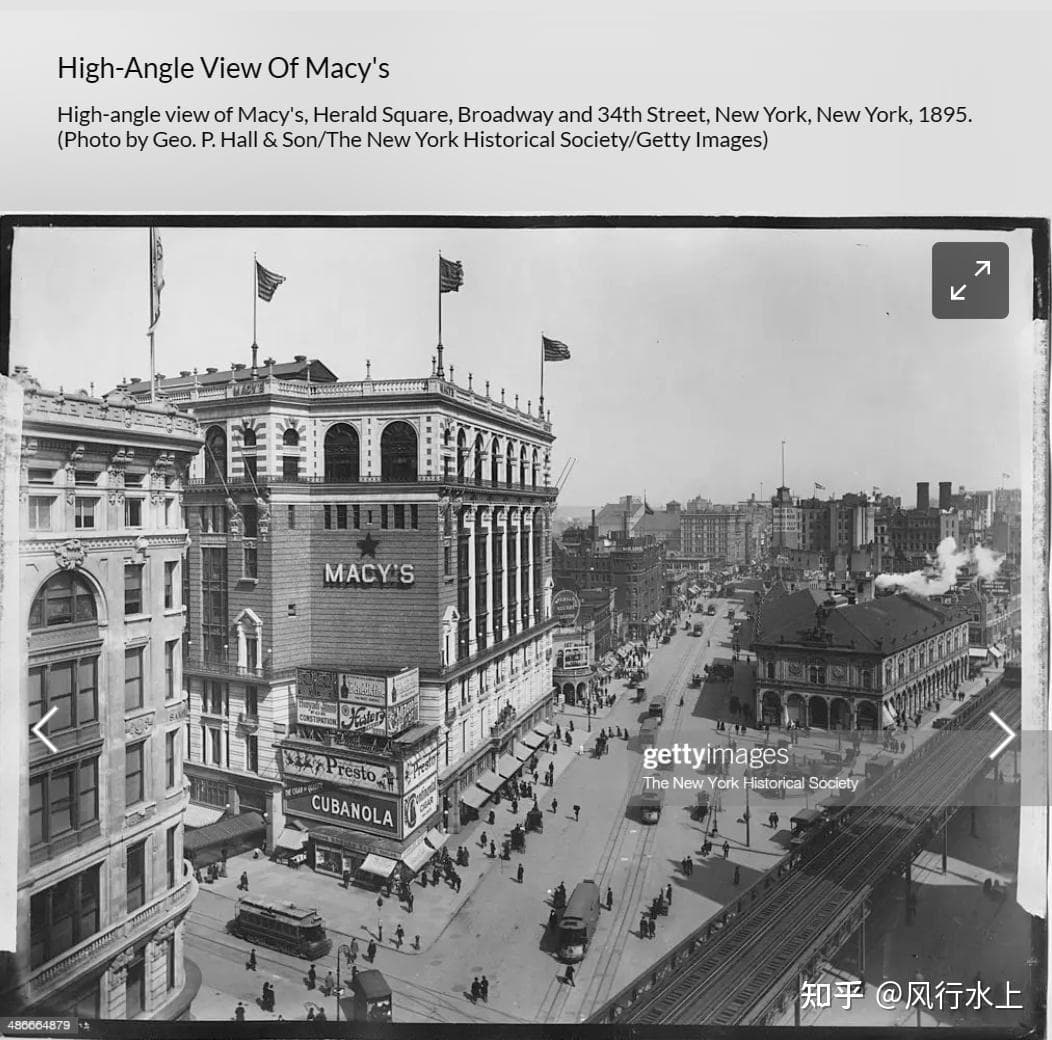 High-Angle View Of Macy's
High-angle view of Macy's, Herald Square, Broadway and 34th Street, New York, New York, 1895.
(Photo by Geo. P. Hall & Son/The New York Historical Society/Getty Images)
MACY'S
CONSTIPATION
Presto
CUBANOLA
gettyimages
The New York Historical Society
知乎 @风行水上
486664879